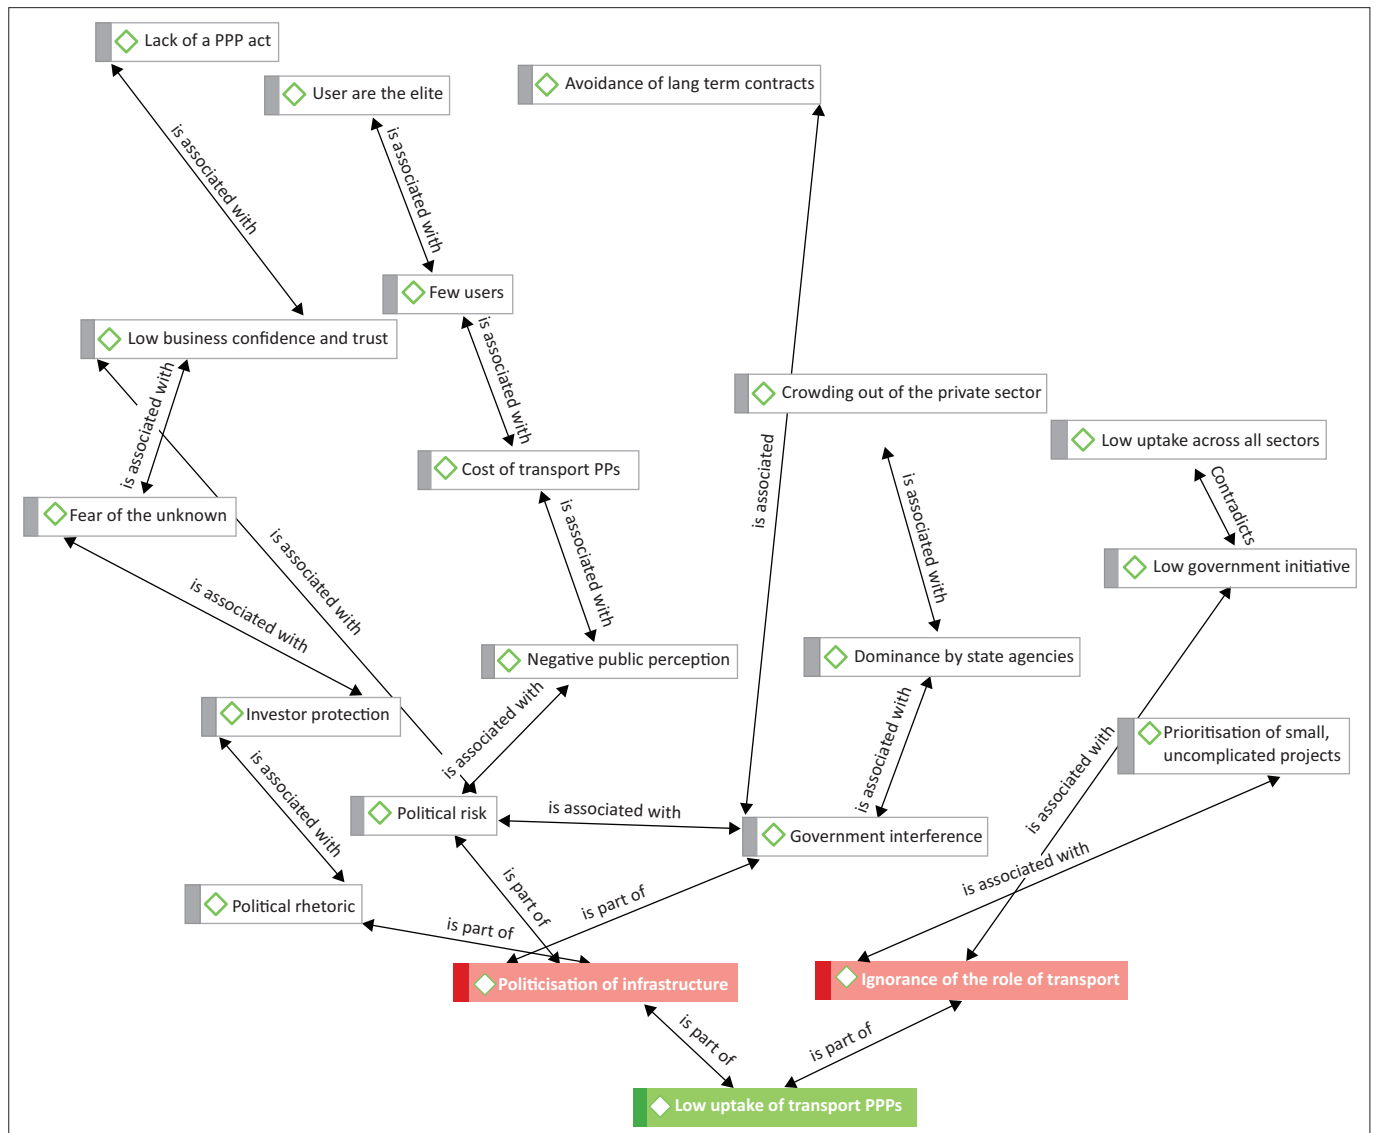 Lack of a PPP act
User are the elite
Avoidance of lang term contracts
is associated with
is associated with
Few users
Low business confidence and trust
is associated with
is associated with
Crowding out of the private sector
is associated
Low uptake across all sectors
Cost of transport PPs
Contradicts
Fear of the unknown
is associated with
is associated with
is associated with
Low government initiative
is associated with
Negative public perception
Dominance by state agencies
Investor protection
is associated with
is associated with
is associated with
Prioritisation of small,
uncomplicated projects
is associated with
Political risk
is associated with
Government interference
is associated with
is part of
is part of
Political rhetoric
is part of
Politicisation of infrastructure
Ignorance of the role of transport
is part of
is part of
Low uptake of transport PPPs